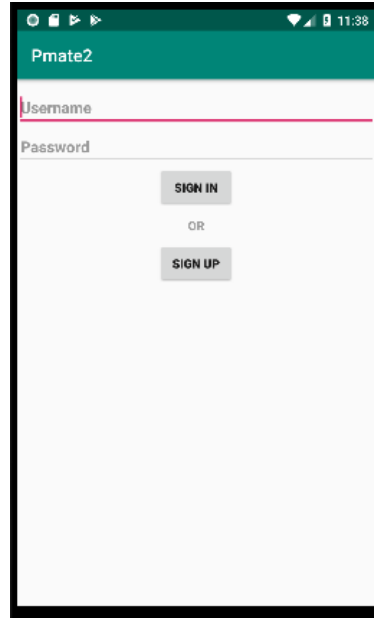 11:38
Pmate2
Username
Password
SIGN IN
OR
SIGN UP